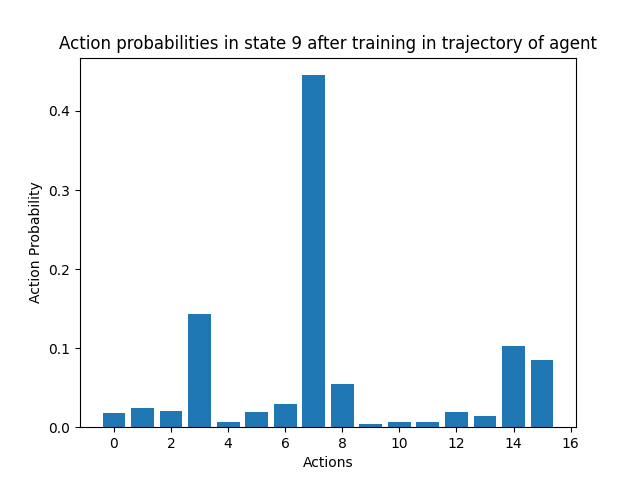 Action probabilities in state 9 after training in trajectory of agent
0.4
0.3
0.2
0.1
0.0
Action Probability
0 2 4 6 8 10 12 14 16
Actions